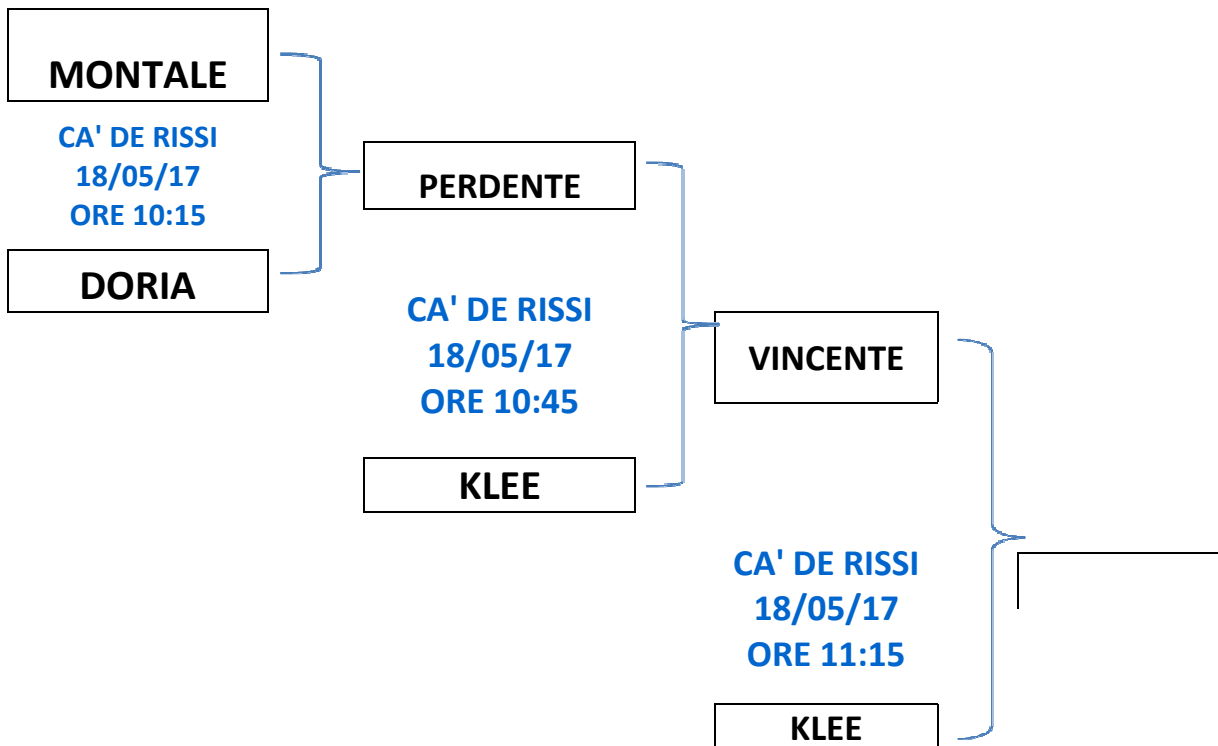 MONTALE
CA' DE RISSI
18/05/17
ORE 10:15
DORIA
PERDENTE
CA' DE RISSI
18/05/17
ORE 10:45
KLEE
VINCENTE
CA' DE RISSI
18/05/17
ORE 11:15
KLEE